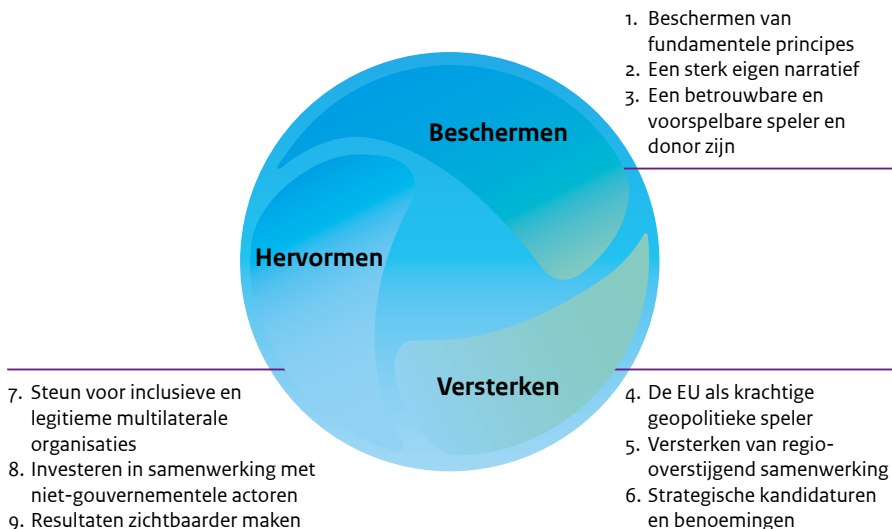 1. Beschermen van
fundamentele principes
2. Een sterk eigen narratief
3. Een betrouwbare en
voorspelbare speler en
donor zijn
Beschermen
Hervormen
Versterken
7. Steun voor inclusieve en
legitieme multilaterale
organisaties
8. Investeren in samenwerking met
niet-gouvernementele actoren
9. Resultaten zichtbaarder maken
4. De EU als krachtige
geopolitieke speler
5. Versterken van regio-
overstijgend samenwerking
6. Strategische kandidaturen
en benoemingen